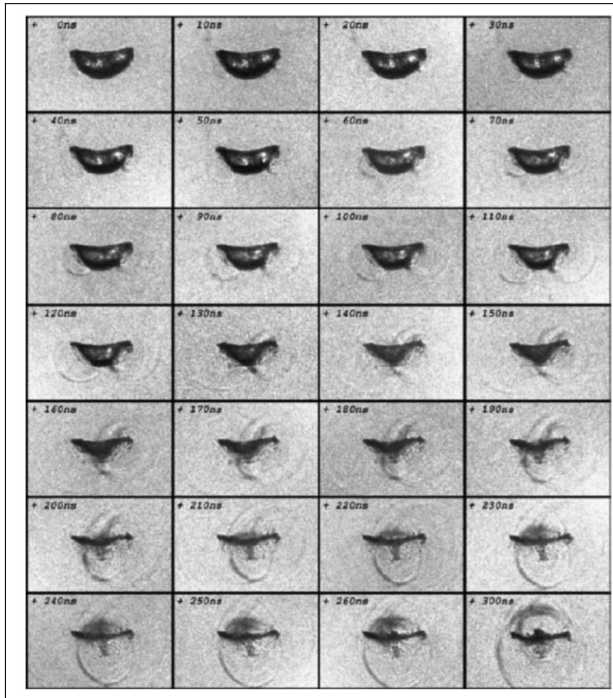 + 0ns + 10ns + 20ns + 30ns
+ 40ns + 50ns + 60ns + 70ns
+ 80ns + 90ns + 100ns + 110ns
+ 120ns + 130ns + 140ns + 150ns
+ 160ns + 170ns + 180ns + 190ns
+ 200ns + 210ns + 220ns + 230ns
+ 240ns + 250ns + 260ns + 300ns